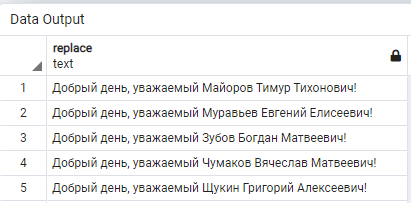 Data Output
replace
text
1 Добрый день, уважаемый Майоров Тимур Тихонович!
2 Добрый день, уважаемый Муравьев Евгений Елисеевич!
3 Добрый день, уважаемый Зубов Богдан Матвеевич!
4 Добрый день, уважаемый Чумаков Вячеслав Матвеевич!
5 Добрый день, уважаемый Щукин Григорий Алексеевич!